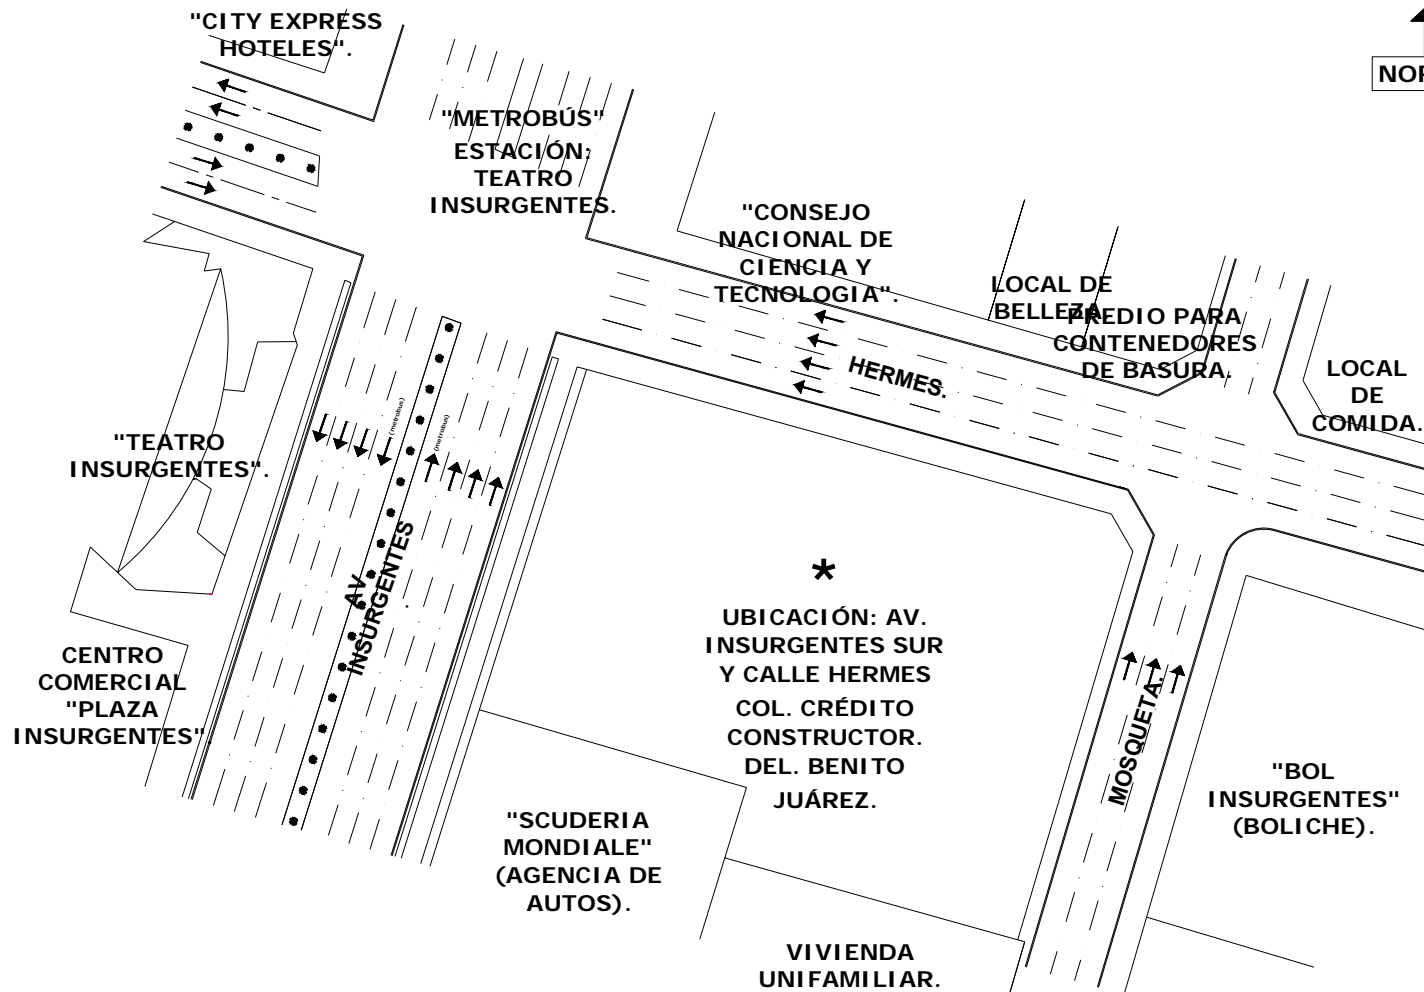 "CITY EXPRESS
HOTELES".
NOR
"METROBÚS"
ESTACIÓN:
TEATRO
INSURGENTES.
"CONSEJO
NACIONAL DE
CIENCIA Y
TECNOLOGIA".
LOCAL DE
BELLEZA
PREDIO PARA
CONTENEDORES
DE BASURA.
LOCAL
DE
COMIDA.
HERMES.
(metrobus)
(metrobus)
"TEATRO
INSURGENTES".
AV.
INSURGENTES
.
*
UBICACIÓN: AV.
INSURGENTES SUR
Y CALLE HERMES
COL. CRÉDITO
CONSTRUCTOR.
DEL. BENITO
JUÁREZ.
CENTRO
COMERCIAL
"PLAZA
INSURGENTES".
MOSQUETA.
"BOL
INSURGENTES"
(BOLICHE).
"SCUDERIA
MONDIALE"
(AGENCIA DE
AUTOS).
VIVIENDA
UNIFAMILIAR.